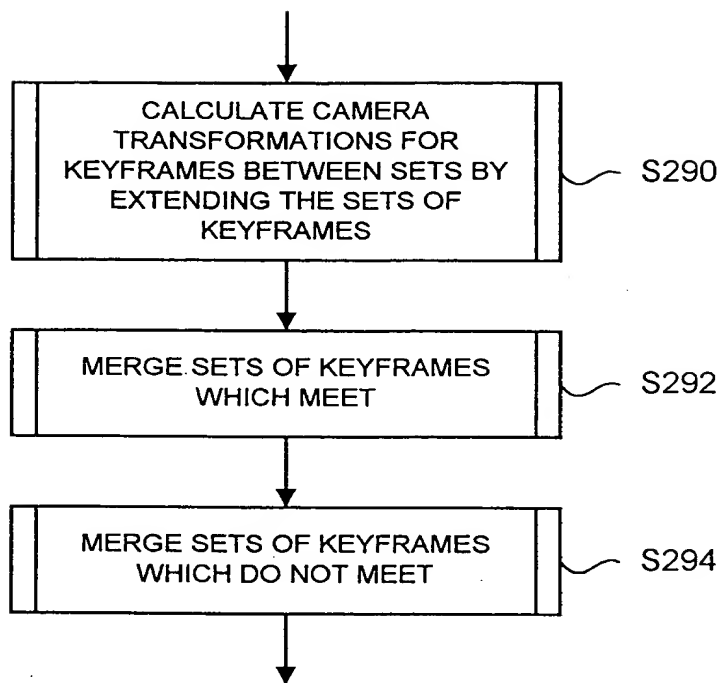 CALCULATE CAMERA
TRANSFORMATIONS FOR
KEYFRAMES BETWEEN SETS BY
EXTENDING THE SETS OF
KEYFRAMES
S290
MERGE SETS OF KEYFRAMES
WHICH MEET
S292
MERGE SETS OF KEYFRAMES
WHICH DO NOT MEET
S294